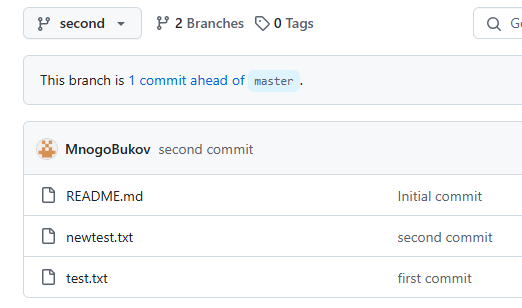 second 2 Branches 0 Tags
This branch is 1 commit ahead of master.
MnogoBukov second commit
README.md Initial commit
newtest.txt second commit
test.txt first commit